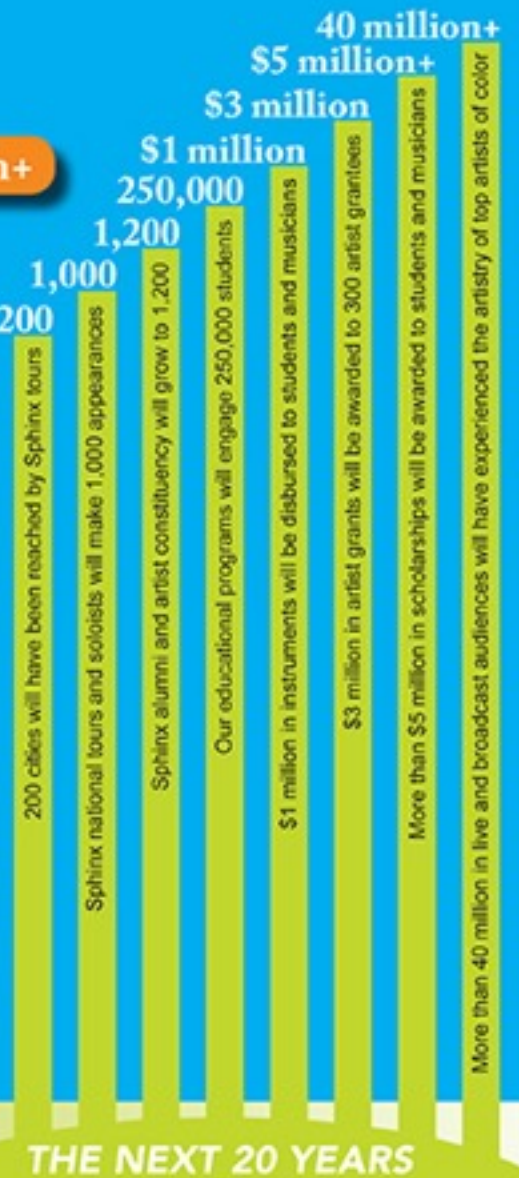 40 million+
$5 million+
$3 million
$1 million
250,000
1,200
1,000
200
200 cities will have been reached by Sphinx tours
Sphinx national tours and soloists will make 1,000 appearances
Sphinx alumni and artist constituency will grow to 1,200
Our educational programs will engage 250,000 students
$1 million in instruments will be disbursed to students and musicians
$3 million in artist grants will be awarded to 300 artist grantees
More than $5 million in scholarships will be awarded to students and musicians
More than 40 million in live and broadcast audiences will have experienced the artistry of top artists of color
THE NEXT 20 YEARS